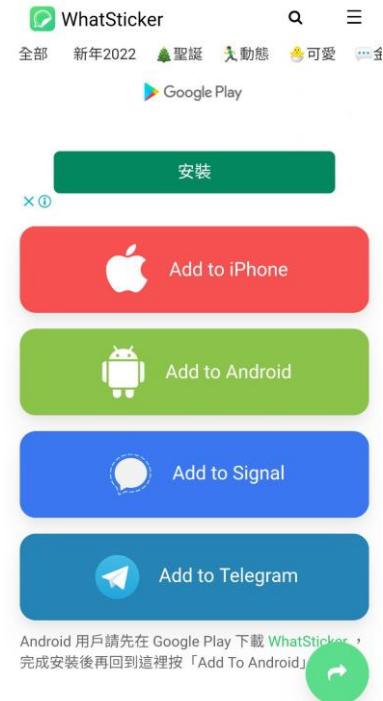 WhatSticker
全部 新年2022 🎄聖誕 🏃動態 🐣可愛 💬金
Google Play
安裝
Add to iPhone
Add to Android
Add to Signal
Add to Telegram
Android 用戶請先在 Google Play 下載 WhatSticker ，
完成安裝後再回到這裡按「Add To Android」